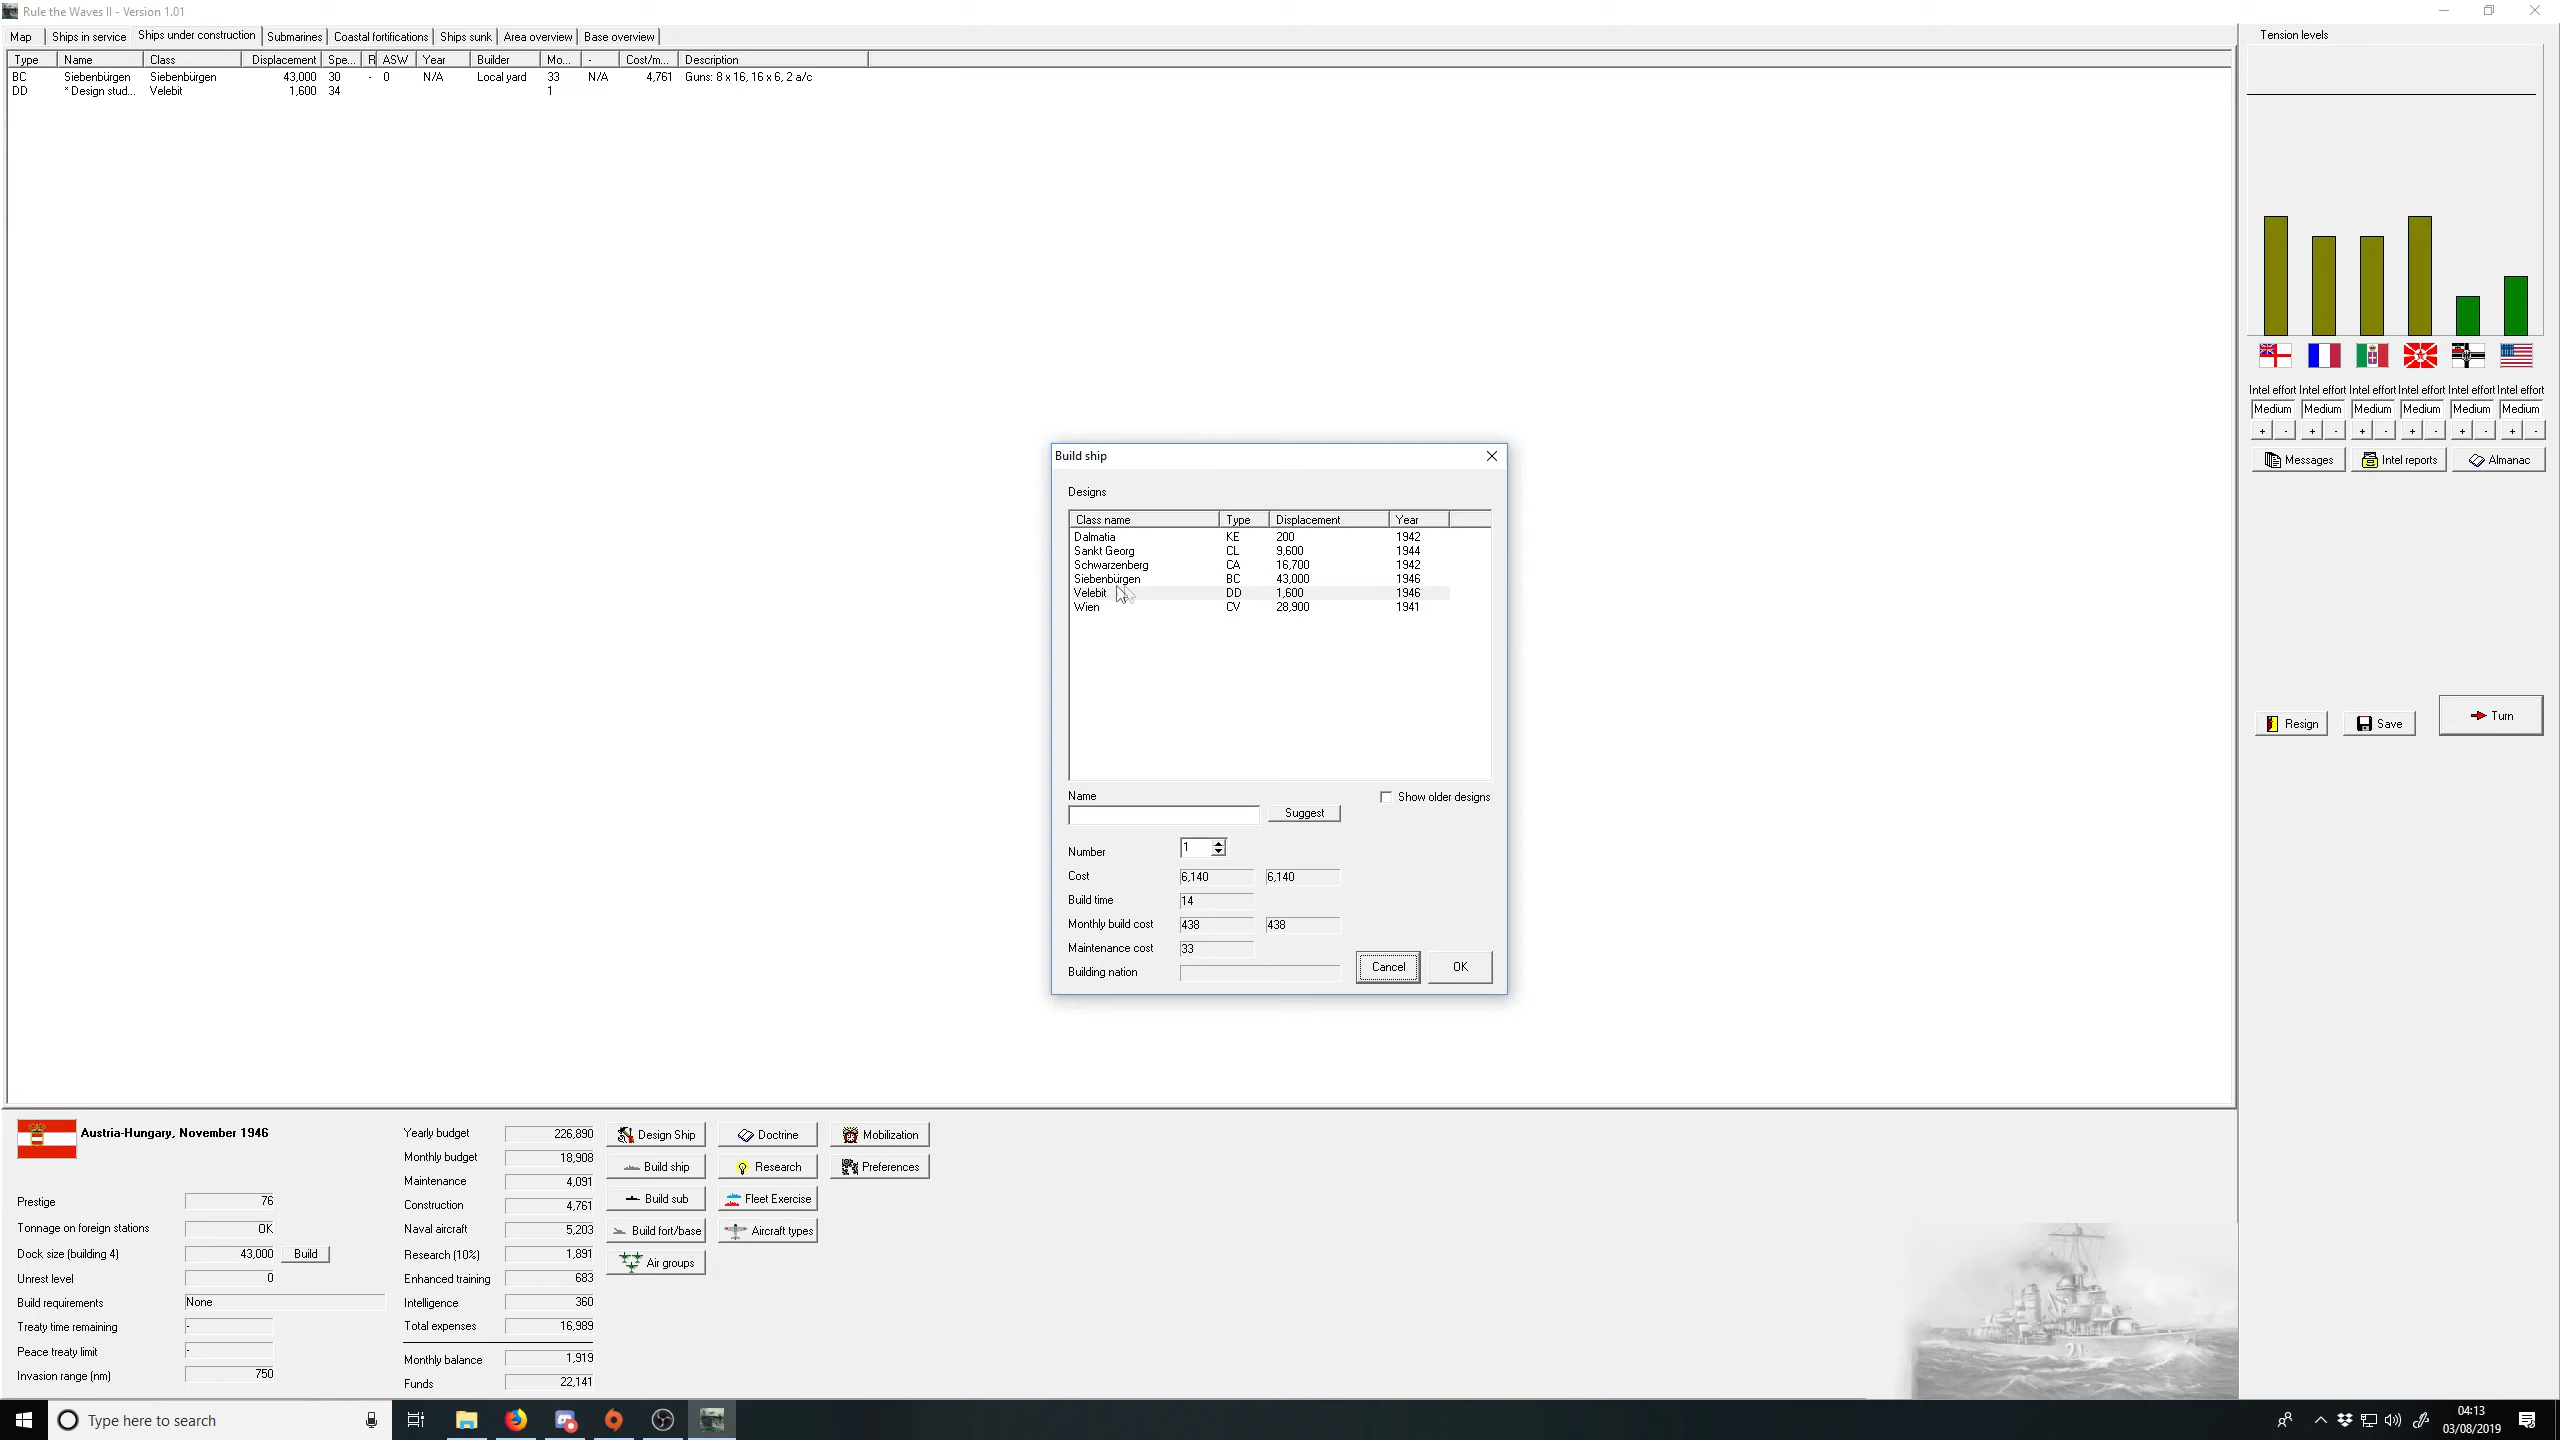 Rule the Waves II - Version 1.01
Map Ships in service Ships under construction Submarines Coastal fortifications Ships sunk Area overview Base overview
Type Name Class Displacement Spe... R ASW Year Builder Mo... - Cost/m... Description
BC Siebenbürgen Siebenbürgen 43,000 30 - 0 N/A Local yard 33 N/A 4,761 Guns: 8 x 16, 16 x 6, 2 a/c
DD * Design stud... Velebit 1,600 34 1
Tension levels
Intel effort Intel effort Intel effort Intel effort Intel effort Intel effort
Medium Medium Medium Medium Medium Medium
+ - + - + - + - + - + -
Messages Intel reports Almanac
Resign Save Turn
Build ship
Designs
Class name Type Displacement Year
Dalmatia KE 200 1942
Sankt Georg CL 9,600 1944
Schwarzenberg CA 16,700 1942
Siebenbürgen BC 43,000 1946
Velebit DD 1,600 1946
Wien CV 28,900 1941
Name Show older designs
Suggest
Number 1
Cost 6,140 6,140
Build time 14
Monthly build cost 438 438
Maintenance cost 33
Building nation
Cancel OK
Austria-Hungary, November 1946
Prestige 76
Tonnage on foreign stations OK
Dock size (building 4) 43,000 Build
Unrest level 0
Build requirements None
Treaty time remaining -
Peace treaty limit -
Invasion range (nm) 750
Yearly budget 226,890
Monthly budget 18,908
Maintenance 4,091
Construction 4,761
Naval aircraft 5,203
Research (10%) 1,891
Enhanced training 683
Intelligence 360
Total expenses 16,989
Monthly balance 1,919
Funds 22,141
Design Ship Doctrine Mobilization
Build ship Research Preferences
Build sub Fleet Exercise
Build fort/base Aircraft types
Air groups
Type here to search
04:13
03/08/2019